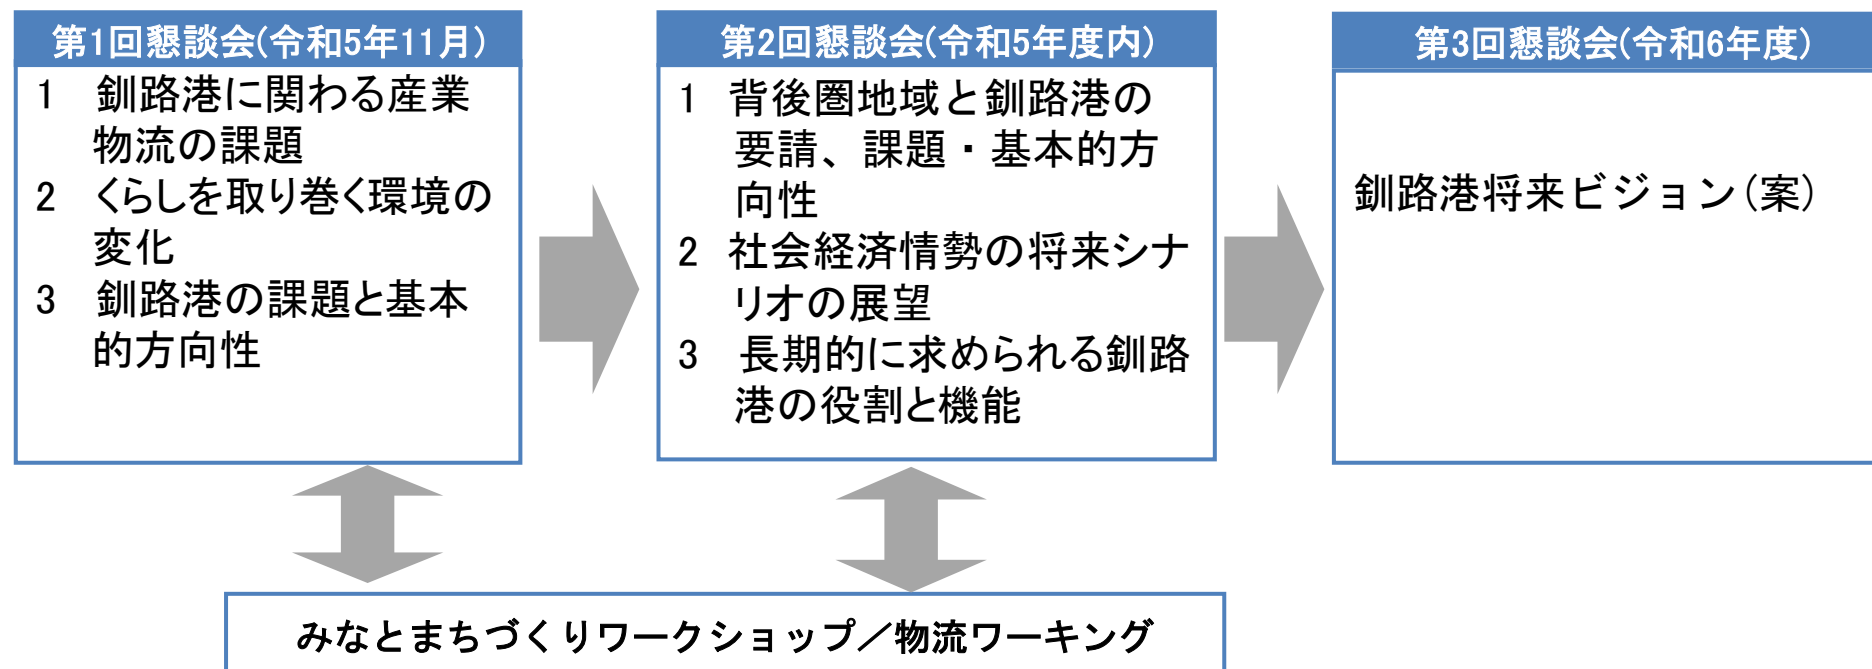 第1回懇談会(令和5年11月)
1 釧路港に関わる産業
物流の課題
2 くらしを取り巻く環境の
変化
3 釧路港の課題と基本
的方向性
第2回懇談会(令和5年度内)
1 背後圏地域と釧路港の
要請、課題・基本的方
向性
2 社会経済情勢の将来シナ
リオの展望
3 長期的に求められる釧路
港の役割と機能
第3回懇談会(令和6年度)
釧路港将来ビジョン(案)
みなとまちづくりワークショップ/物流ワーキング